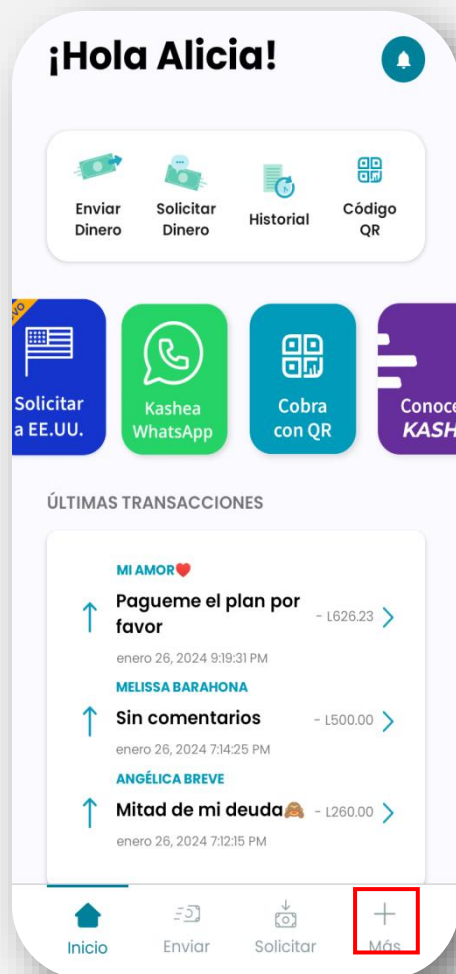 ¡Hola Alicia!
Enviar
Dinero
Solicitar
Dinero
Historial
Código
QR
Solicitar
a EE.UU.
Kashea
WhatsApp
Cobra
con QR
Conoce
KASH
ÚLTIMAS TRANSACCIONES
MI AMOR❤️
Pagueme el plan por
favor
- L626.23
enero 26, 2024 9:19:31 PM
MELISSA BARAHONA
Sin comentarios
- L500.00
enero 26, 2024 7:14:25 PM
ANGÉLICA BREVE
Mitad de mi deuda🙈
- L260.00
enero 26, 2024 7:12:15 PM
Inicio
Enviar
Solicitar
Más